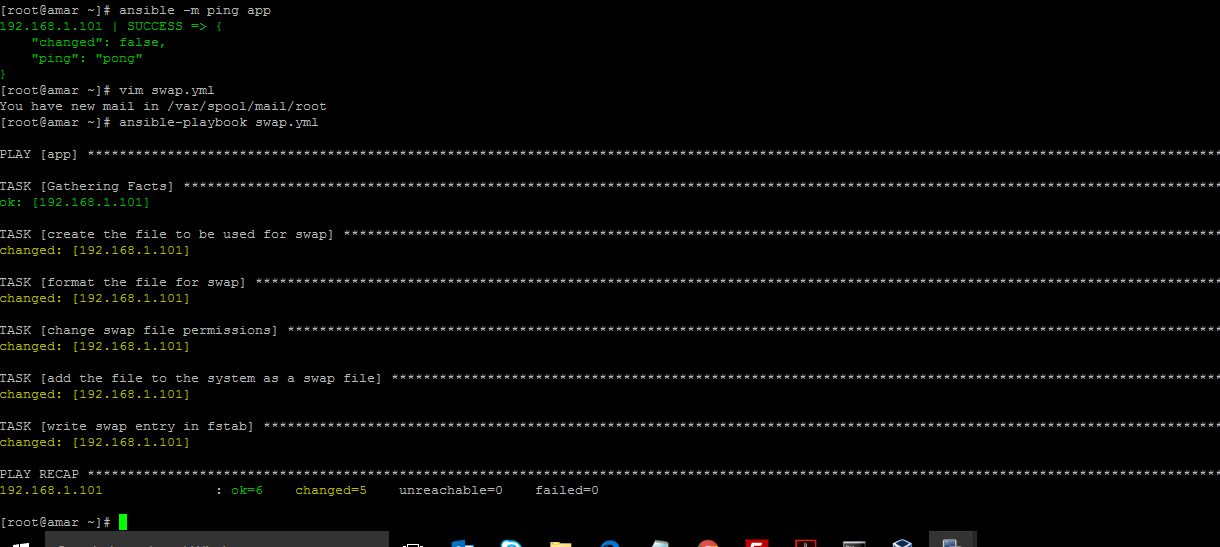 [root@amar ~]# ansible -m ping app
192.168.1.101 | SUCCESS => {
    "changed": false,
    "ping": "pong"
}
[root@amar ~]# vim swap.yml
You have new mail in /var/spool/mail/root
[root@amar ~]# ansible-playbook swap.yml
PLAY [app] **********************************************************************************************************************************************
TASK [Gathering Facts] **********************************************************************************************************************************
ok: [192.168.1.101]
TASK [create the file to be used for swap] **************************************************************************************************************
changed: [192.168.1.101]
TASK [format the file for swap] *************************************************************************************************************************
changed: [192.168.1.101]
TASK [change swap file permissions] *********************************************************************************************************************
changed: [192.168.1.101]
TASK [add the file to the system as a swap file] ********************************************************************************************************
changed: [192.168.1.101]
TASK [write swap entry in fstab] ************************************************************************************************************************
changed: [192.168.1.101]
PLAY RECAP **********************************************************************************************************************************************
192.168.1.101              : ok=6    changed=5    unreachable=0    failed=0
[root@amar ~]#